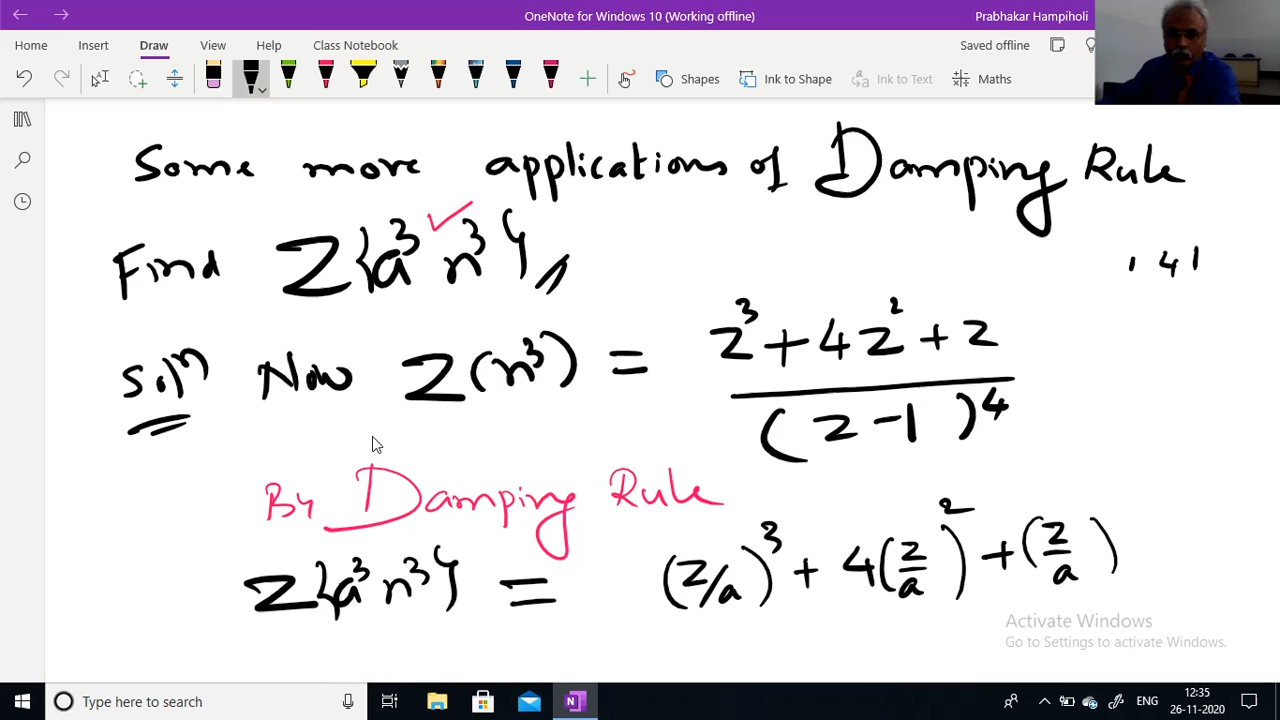 OneNote for Windows 10 (Working offline)
Prabhakar Hampiholi
Home Insert Draw View Help Class Notebook
Saved offline
Shapes Ink to Shape Ink to Text Maths
Some more applications of Damping Rule
Find Z{a³ n³}
1 4 1
Solⁿ Now Z(n³) = z³ + 4z² + z / (z - 1)⁴
By Damping Rule
Z{a³ n³} = (z/a)³ + 4(z/a)² + (z/a)
Activate Windows
Go to Settings to activate Windows.
Type here to search
ENG
12:35
26-11-2020